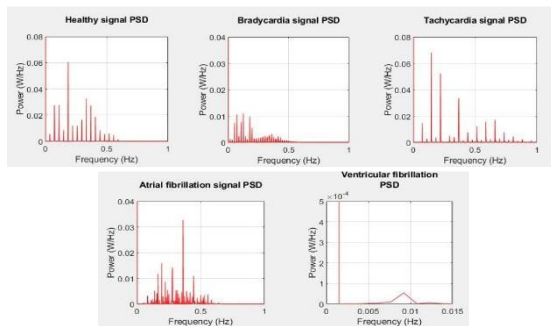 Healthy signal PSD
Bradycardia signal PSD
Tachycardia signal PSD
Power (W/Hz)
0.08
0.06
0.04
0.02
0
0
0.5
1
Frequency (Hz)
Power (W/Hz)
0.04
0.03
0.02
0.01
0
0
0.5
1
Frequency (Hz)
Power (W/Hz)
0.08
0.06
0.04
0.02
0
0
0.5
1
Frequency (Hz)
Atrial fibrillation signal PSD
Ventricular fibrillation
PSD
Power (W/Hz)
0.04
0.03
0.02
0.01
0
0
0.5
1
Frequency (Hz)
×10⁻⁴
Power (W/Hz)
5
4
3
2
1
0
0
0.005
0.01
0.015
Frequency (Hz)